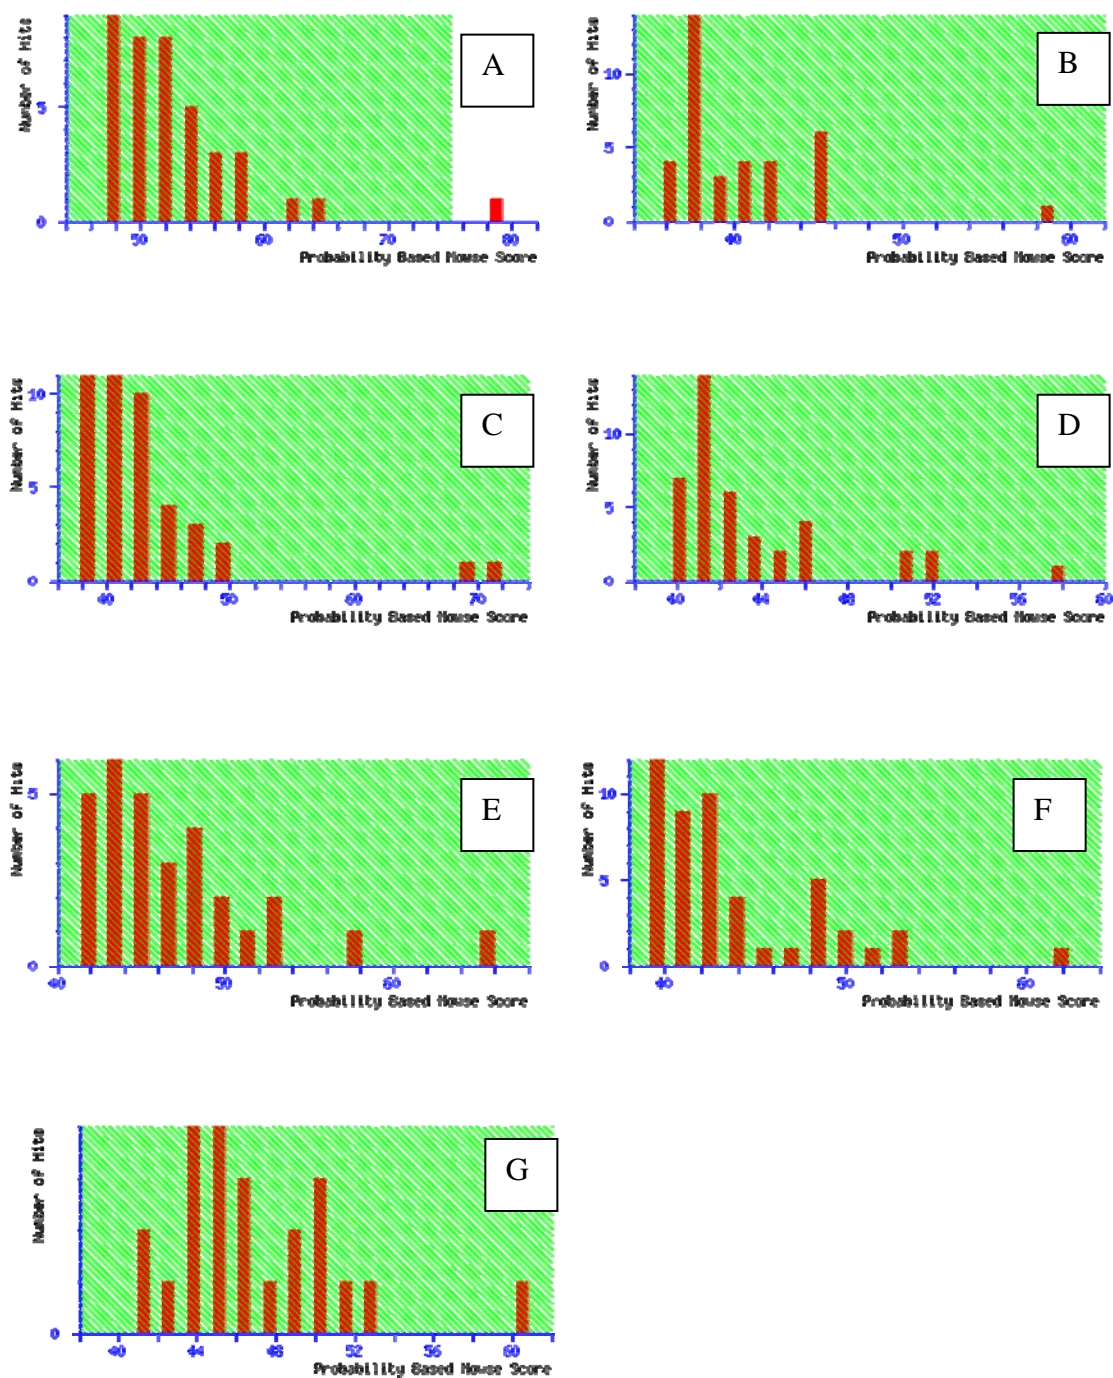 Number of Hits
A
5
0
50 60 70 80
Probability Based Mowse Score
Number of Hits
B
10
5
0
40 50 60
Probability Based Mowse Score
Number of Hits
C
10
5
0
40 50 60 70
Probability Based Mowse Score
Number of Hits
D
10
5
0
40 44 48 52 56 60
Probability Based Mowse Score
Number of Hits
E
5
0
40 50 60
Probability Based Mowse Score
Number of Hits
F
10
5
0
40 50 60
Probability Based Mowse Score
Number of Hits
G
0
40 44 48 52 56 60
Probability Based Mowse Score